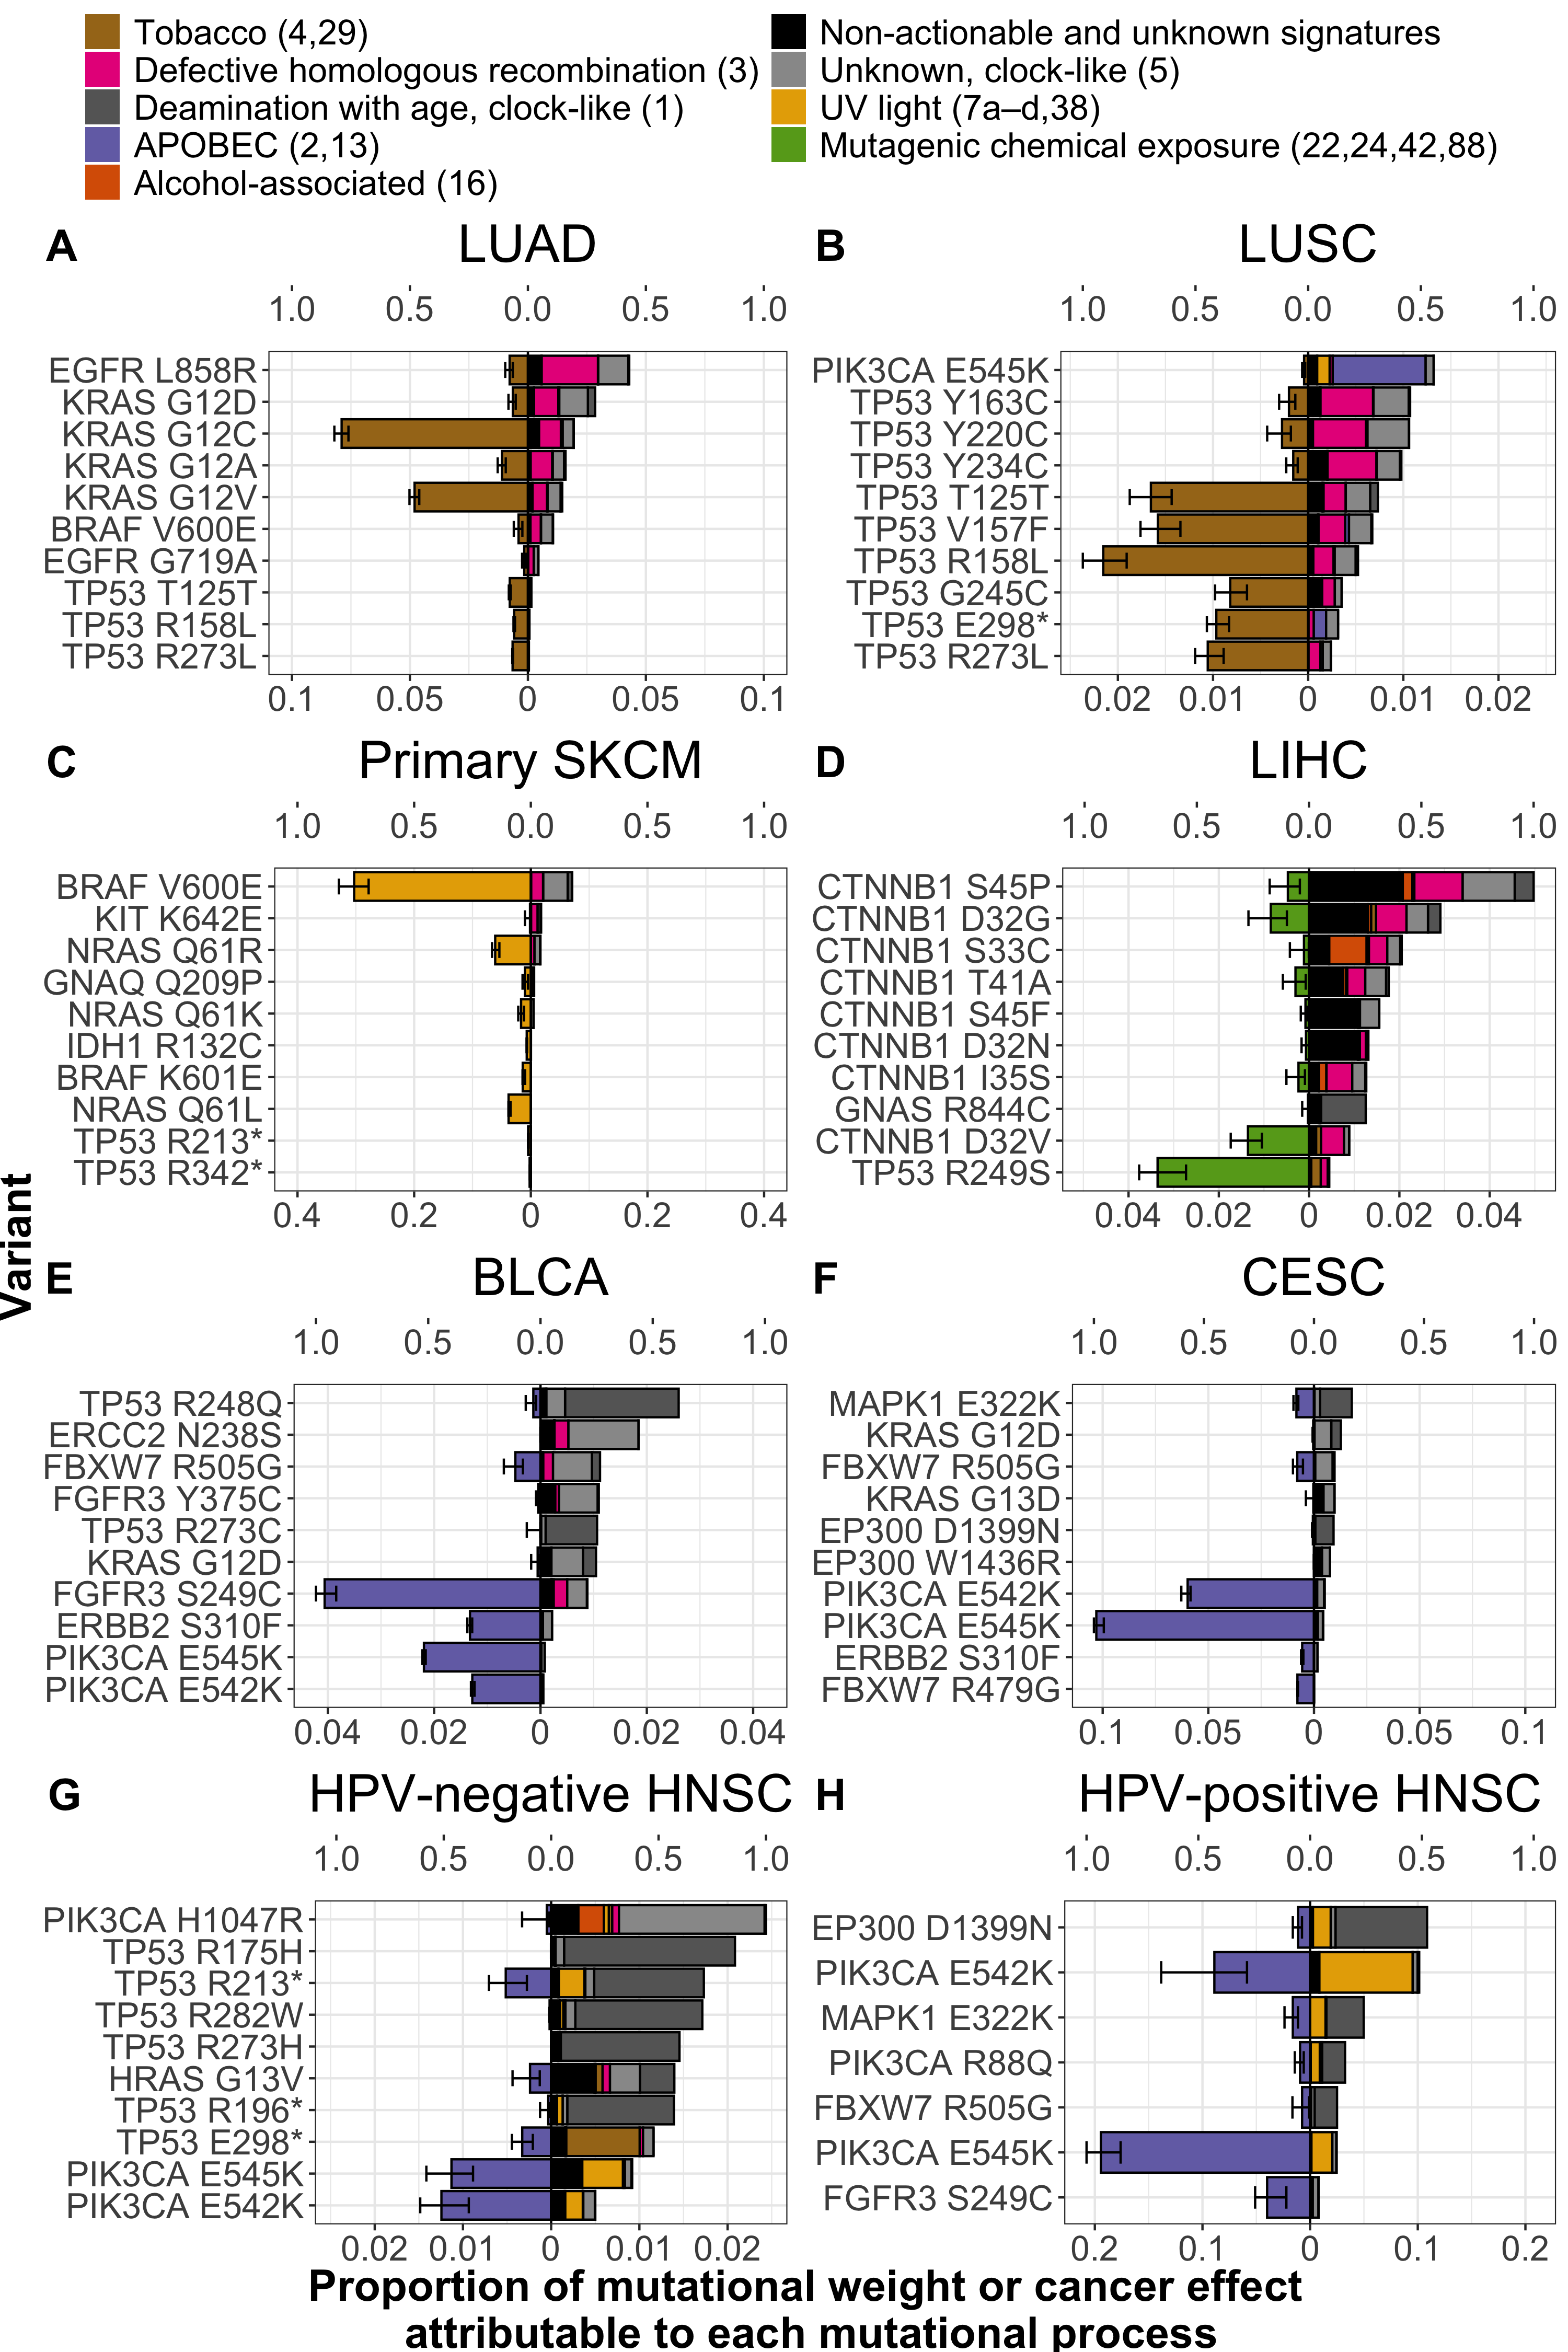 Tobacco (4,29)
Defective homologous recombination (3)
Deamination with age, clock-like (1)
APOBEC (2,13)
Alcohol-associated (16)
Non-actionable and unknown signatures
Unknown, clock-like (5)
UV light (7a–d,38)
Mutagenic chemical exposure (22,24,42,88)
A LUAD
1.0 0.5 0.0 0.5 1.0
EGFR L858R
KRAS G12D
KRAS G12C
KRAS G12A
KRAS G12V
BRAF V600E
EGFR G719A
TP53 T125T
TP53 R158L
TP53 R273L
0.1 0.05 0 0.05 0.1
B LUSC
1.0 0.5 0.0 0.5 1.0
PIK3CA E545K
TP53 Y163C
TP53 Y220C
TP53 Y234C
TP53 T125T
TP53 V157F
TP53 R158L
TP53 G245C
TP53 E298*
TP53 R273L
0.02 0.01 0 0.01 0.02
C Primary SKCM
1.0 0.5 0.0 0.5 1.0
BRAF V600E
KIT K642E
NRAS Q61R
GNAQ Q209P
NRAS Q61K
IDH1 R132C
BRAF K601E
NRAS Q61L
TP53 R213*
TP53 R342*
0.4 0.2 0 0.2 0.4
D LIHC
1.0 0.5 0.0 0.5 1.0
CTNNB1 S45P
CTNNB1 D32G
CTNNB1 S33C
CTNNB1 T41A
CTNNB1 S45F
CTNNB1 D32N
CTNNB1 I35S
GNAS R844C
CTNNB1 D32V
TP53 R249S
0.04 0.02 0 0.02 0.04
Variant
E BLCA
1.0 0.5 0.0 0.5 1.0
TP53 R248Q
ERCC2 N238S
FBXW7 R505G
FGFR3 Y375C
TP53 R273C
KRAS G12D
FGFR3 S249C
ERBB2 S310F
PIK3CA E545K
PIK3CA E542K
0.04 0.02 0 0.02 0.04
F CESC
1.0 0.5 0.0 0.5 1.0
MAPK1 E322K
KRAS G12D
FBXW7 R505G
KRAS G13D
EP300 D1399N
EP300 W1436R
PIK3CA E542K
PIK3CA E545K
ERBB2 S310F
FBXW7 R479G
0.1 0.05 0 0.05 0.1
G HPV-negative HNSC
1.0 0.5 0.0 0.5 1.0
PIK3CA H1047R
TP53 R175H
TP53 R213*
TP53 R282W
TP53 R273H
HRAS G13V
TP53 R196*
TP53 E298*
PIK3CA E545K
PIK3CA E542K
0.02 0.01 0 0.01 0.02
H HPV-positive HNSC
1.0 0.5 0.0 0.5 1.0
EP300 D1399N
PIK3CA E542K
MAPK1 E322K
PIK3CA R88Q
FBXW7 R505G
PIK3CA E545K
FGFR3 S249C
0.2 0.1 0 0.1 0.2
Proportion of mutational weight or cancer effect
attributable to each mutational process